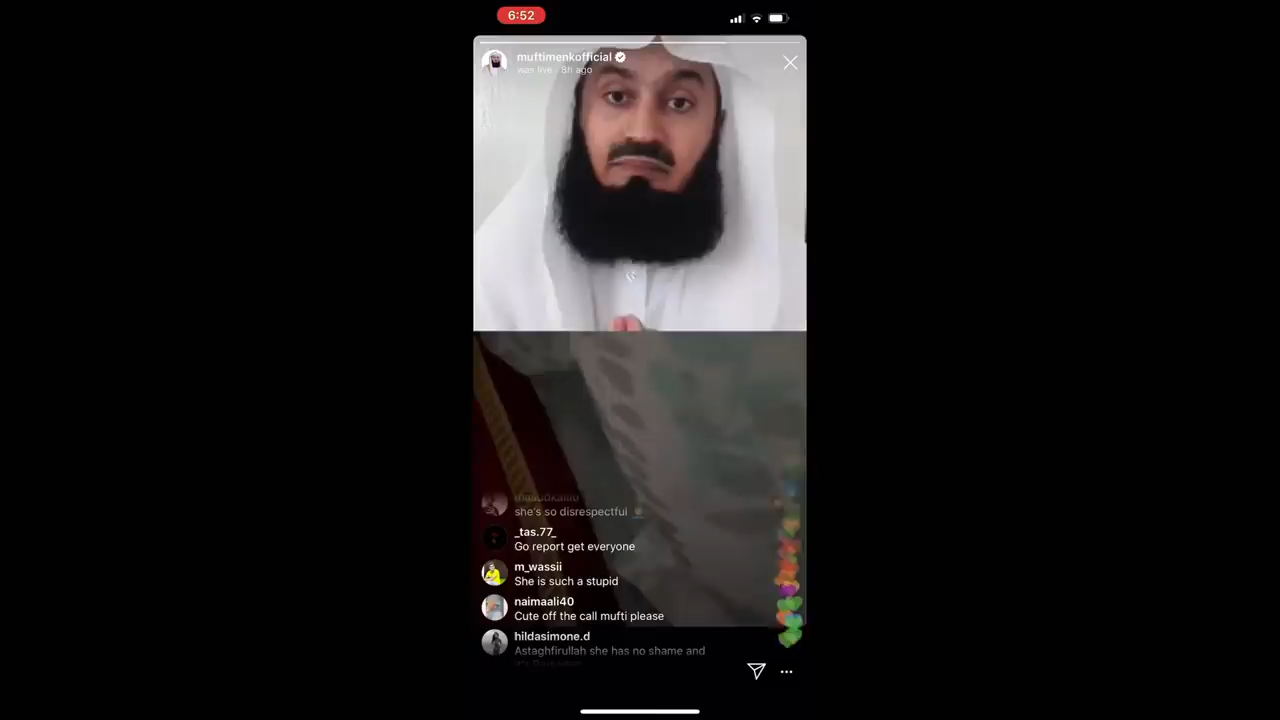 6:52
muftimenkofficial
was live · 8h ago
she's so disrespectful
_tas.77_
Go report get everyone
m_wassii
She is such a stupid
naimaali40
Cute off the call mufti please
hildasimone.d
Astaghfirullah she has no shame and